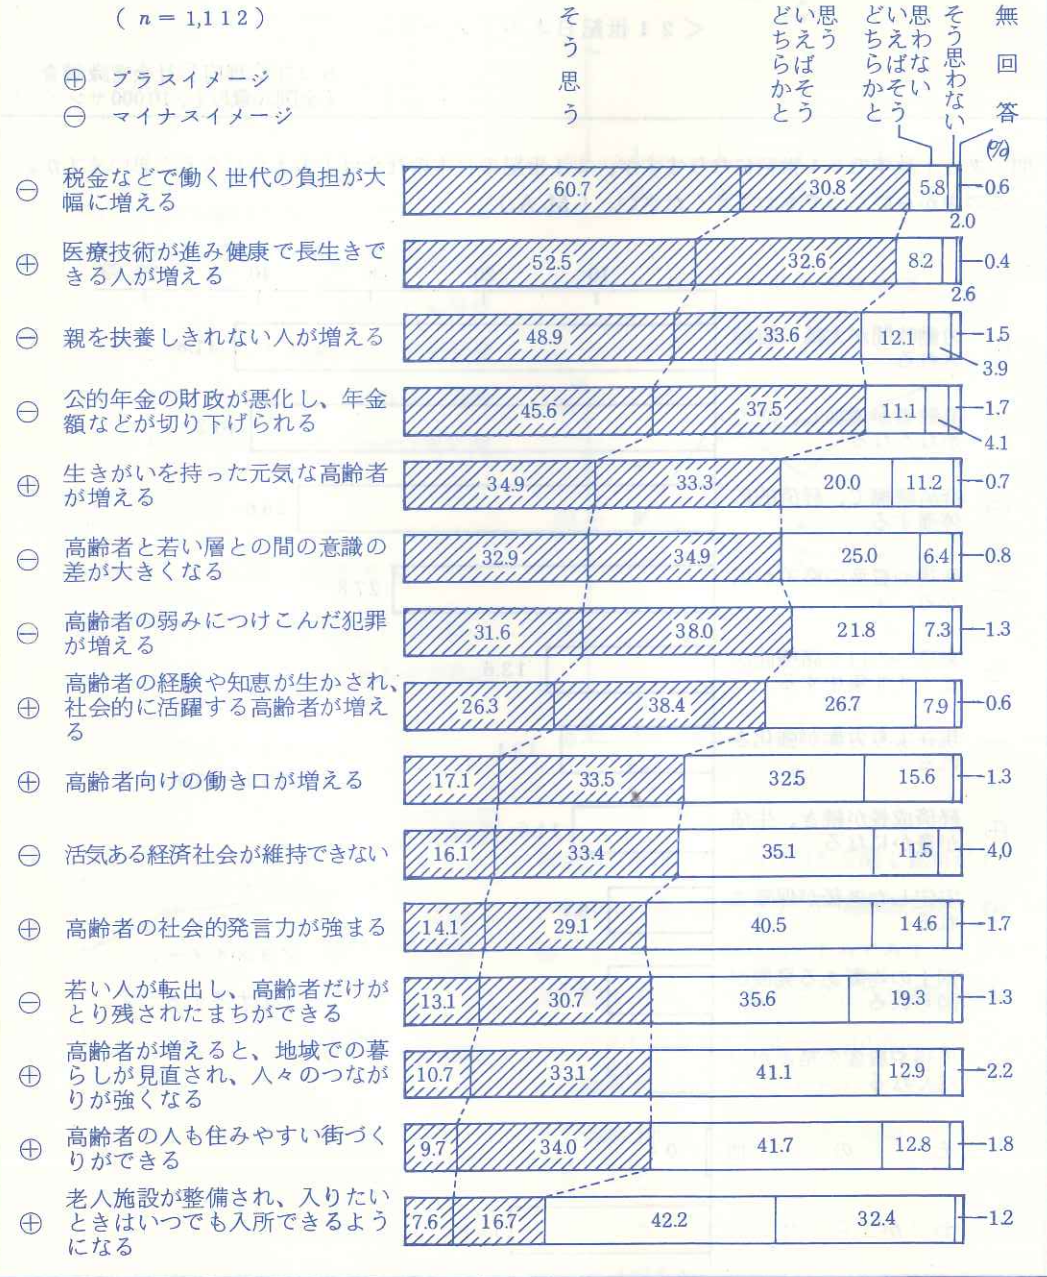 ( n = 1,112 )
そう思う
どちらかといえばそう思う
どちらかといえばそう思わない
そう思わない
無回答
⊕ プラスイメージ
⊖ マイナスイメージ
(%)
⊖ 税金などで働く世代の負担が大
幅に増える
60.7 30.8 5.8 2.0 0.6
⊕ 医療技術が進み健康で長生きで
きる人が増える
52.5 32.6 8.2 2.6 0.4
⊖ 親を扶養しきれない人が増える
48.9 33.6 12.1 3.9 1.5
⊖ 公的年金の財政が悪化し、年金
額などが切り下げられる
45.6 37.5 11.1 4.1 1.7
⊕ 生きがいを持った元気な高齢者
が増える
34.9 33.3 20.0 11.2 0.7
⊖ 高齢者と若い層との間の意識の
差が大きくなる
32.9 34.9 25.0 6.4 0.8
⊖ 高齢者の弱みにつけこんだ犯罪
が増える
31.6 38.0 21.8 7.3 1.3
⊕ 高齢者の経験や知恵が生かされ、
社会的に活躍する高齢者が増え
る
26.3 38.4 26.7 7.9 0.6
⊕ 高齢者向けの働き口が増える
17.1 33.5 32.5 15.6 1.3
⊖ 活気ある経済社会が維持できない
16.1 33.4 35.1 11.5 4.0
⊕ 高齢者の社会的発言力が強まる
14.1 29.1 40.5 14.6 1.7
⊖ 若い人が転出し、高齢者だけが
とり残されたまちができる
13.1 30.7 35.6 19.3 1.3
⊕ 高齢者が増えると、地域での暮
らしが見直され、人々のつなが
りが強くなる
10.7 33.1 41.1 12.9 2.2
⊕ 高齢者の人も住みやすい街づく
りができる
9.7 34.0 41.7 12.8 1.8
⊕ 老人施設が整備され、入りたい
ときはいつでも入所できるよう
になる
7.6 16.7 42.2 32.4 1.2